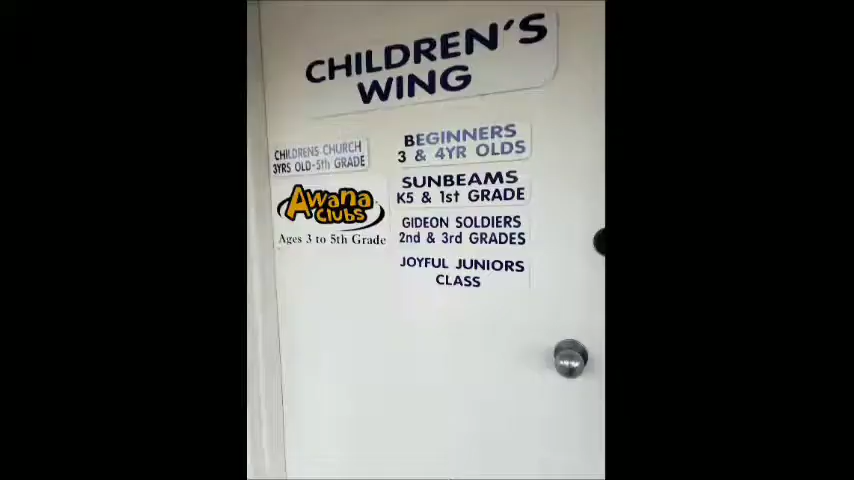 CHILDREN'S
WING
CHILDRENS CHURCH
3YRS OLD-5th GRADE
Awana
Clubs
Ages 3 to 5th Grade
BEGINNERS
3 & 4YR OLDS
SUNBEAMS
K5 & 1st GRADE
GIDEON SOLDIERS
2nd & 3rd GRADES
JOYFUL JUNIORS
CLASS